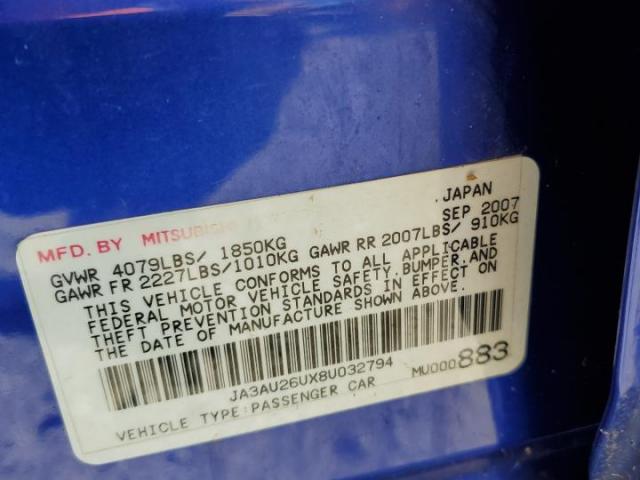 MFD. BY MITSUBISHI JAPAN
SEP 2007
GVWR 4079LBS/ 1850KG
GAWR FR 2227LBS/1010KG GAWR RR 2007LBS/ 910KG
THIS VEHICLE CONFORMS TO ALL APPLICABLE
FEDERAL MOTOR VEHICLE SAFETY,BUMPER,AND
THEFT PREVENTION STANDARDS IN EFFECT ON
THE DATE OF MANUFACTURE SHOWN ABOVE.
JA3AU26UX8U032794
MU000883
VEHICLE TYPE:PASSENGER CAR